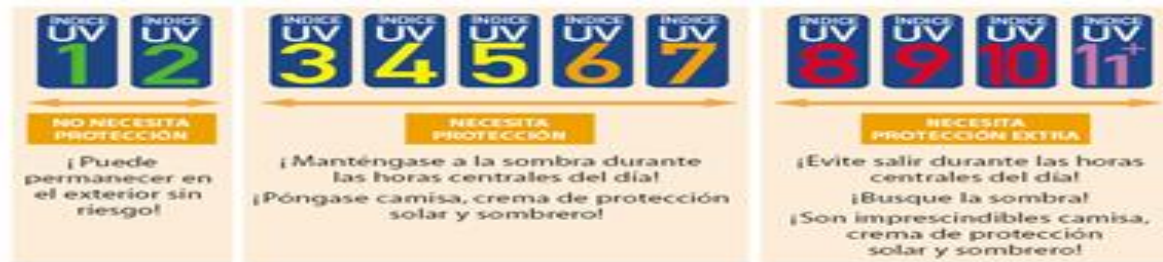 ÍNDICE UV 1
ÍNDICE UV 2
NO NECESITA
PROTECCIÓN
¡Puede
permanecer en
el exterior sin
riesgo!
ÍNDICE UV 3
ÍNDICE UV 4
ÍNDICE UV 5
ÍNDICE UV 6
ÍNDICE UV 7
NECESITA
PROTECCIÓN
¡Manténgase a la sombra durante
las horas centrales del día!
¡Póngase camisa, crema de protección
solar y sombrero!
ÍNDICE UV 8
ÍNDICE UV 9
ÍNDICE UV 10
ÍNDICE UV 11+
NECESITA
PROTECCIÓN EXTRA
¡Evite salir durante las horas
centrales del día!
¡Busque la sombra!
¡Son imprescindibles camisa,
crema de protección
solar y sombrero!